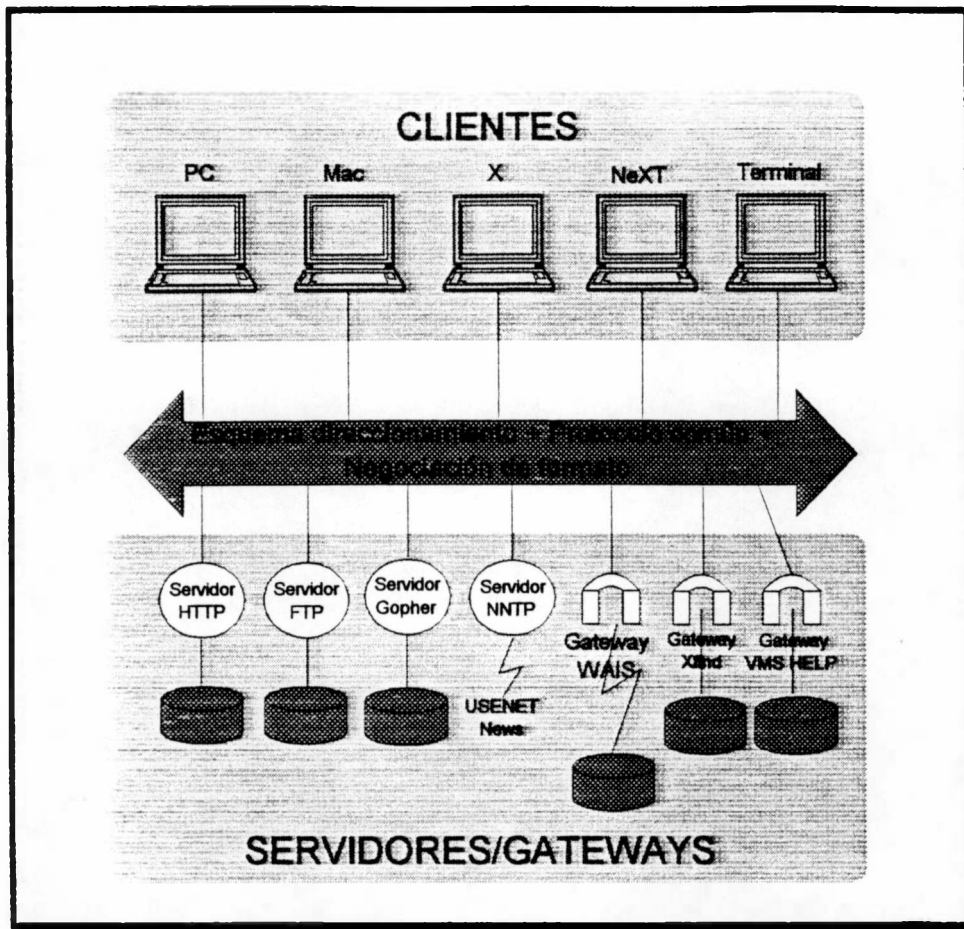 CLIENTES
PC Mac X NeXT Terminal
Esquema direccionamiento + Protocolo común +
Negociación de formato
Servidor HTTP
Servidor FTP
Servidor Gopher
Servidor NNTP
Gateway WAIS
Gateway Xfind
Gateway VMS HELP
USENET
News
SERVIDORES/GATEWAYS